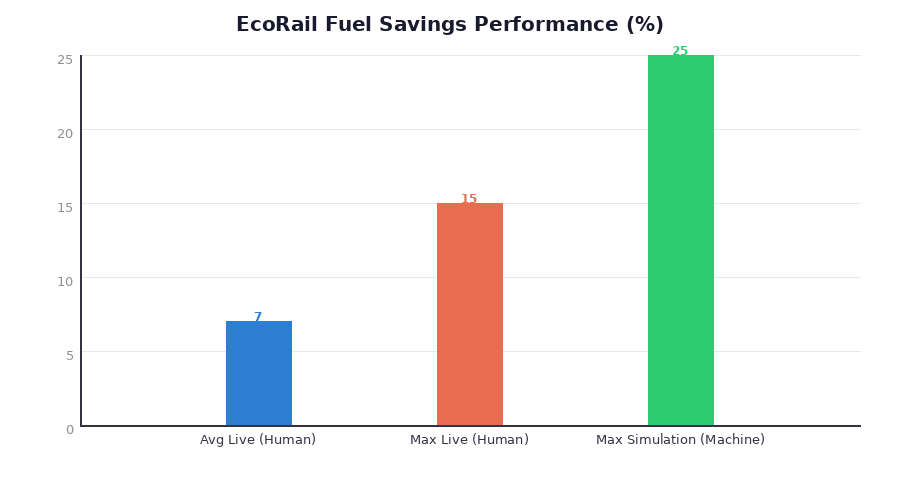 EcoRail Fuel Savings Performance (%)
25
20
15
10
5
0
7
15
25
Avg Live (Human)
Max Live (Human)
Max Simulation (Machine)